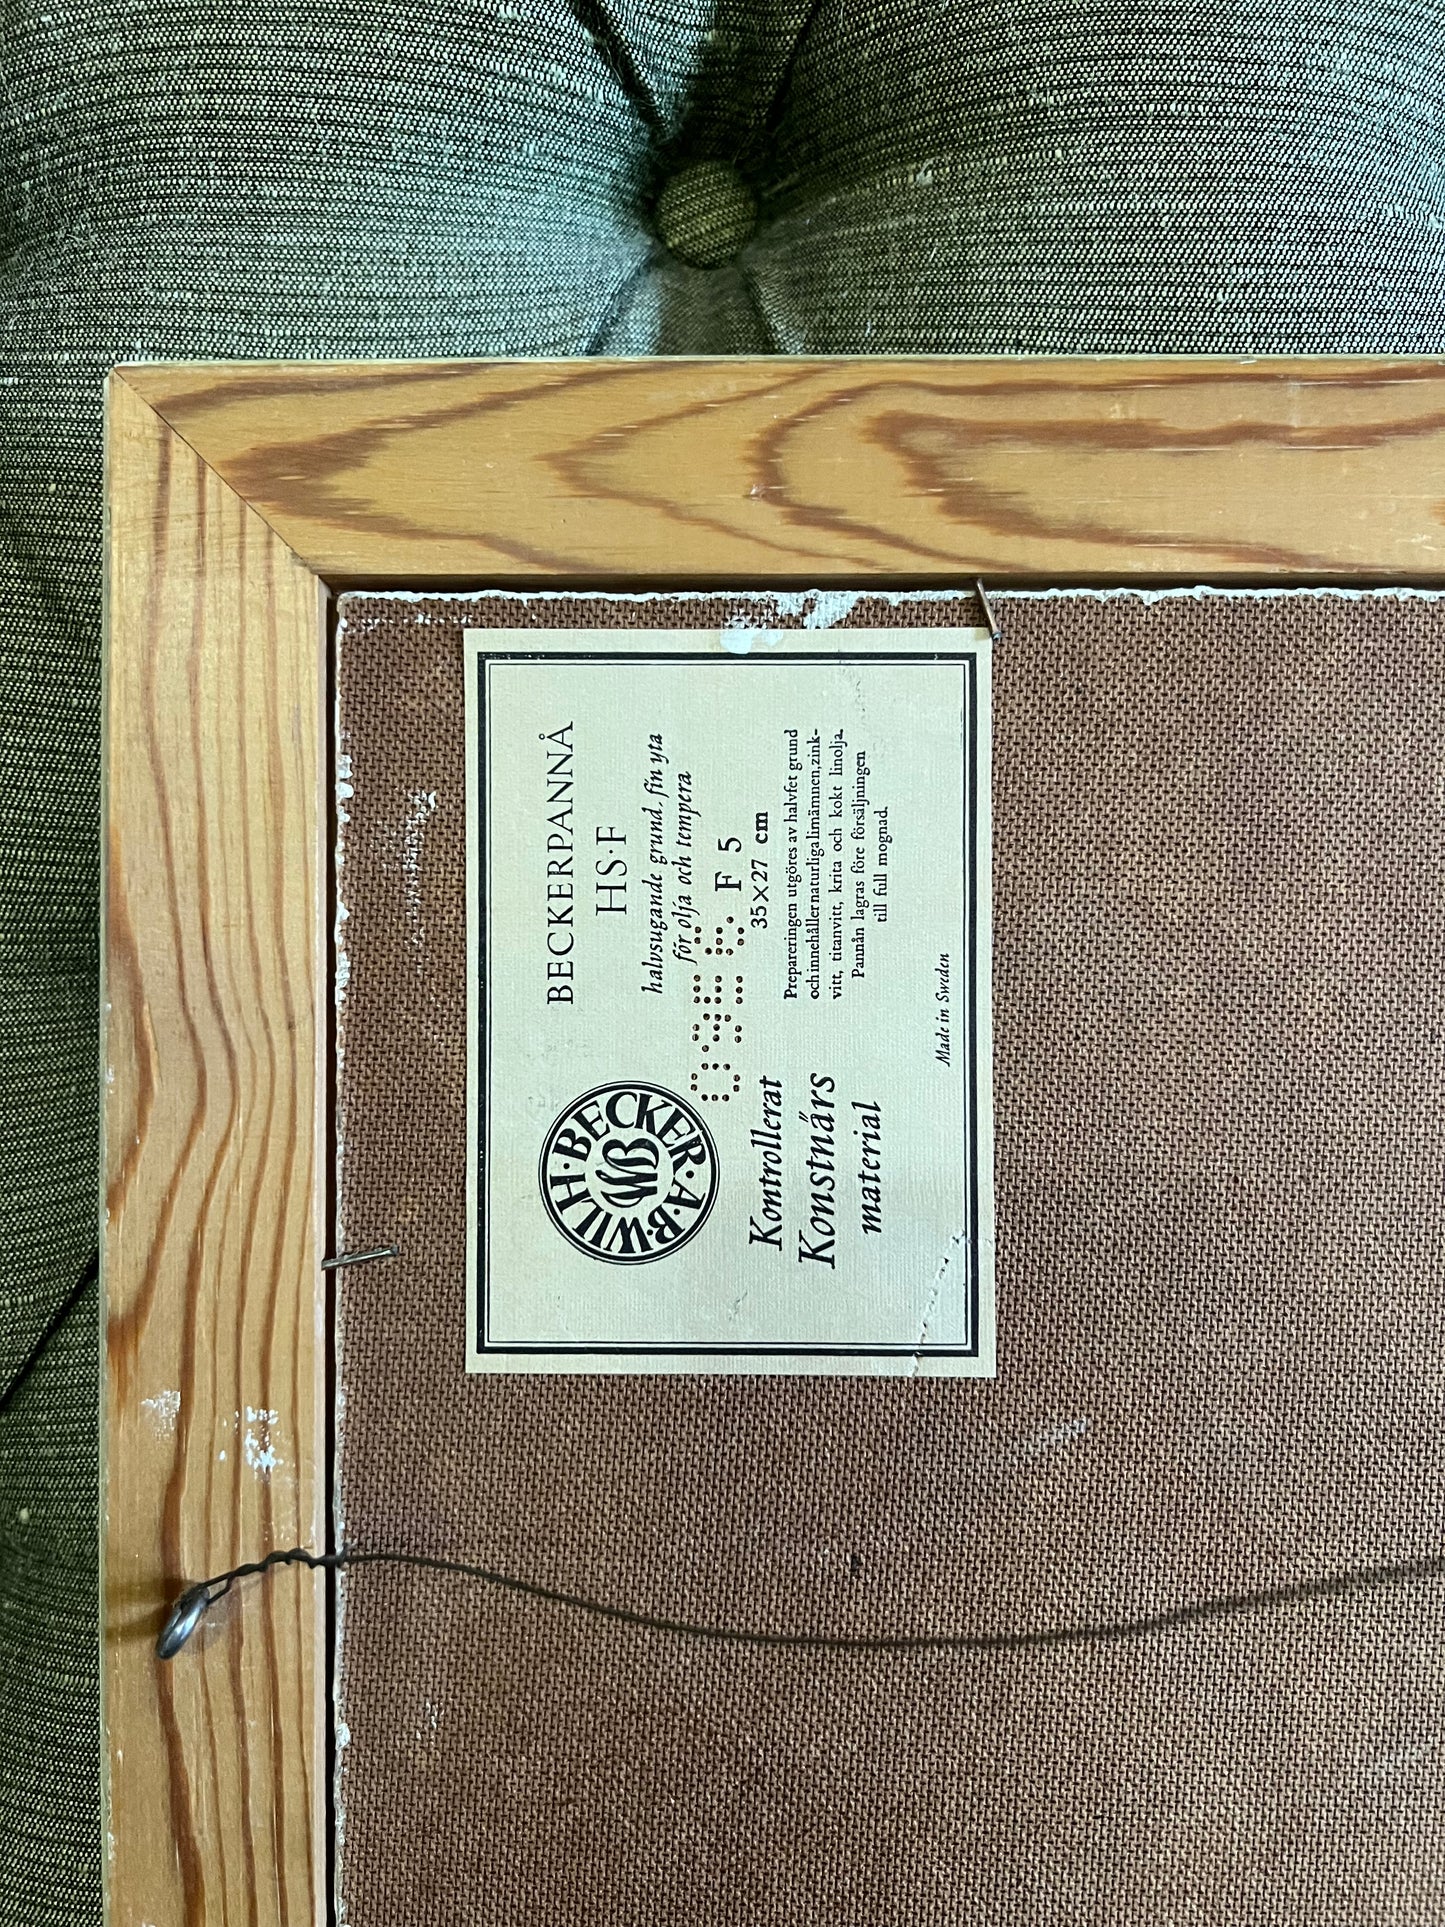 BECKERPANNÅ
HS·F
halvsugande grund, fin yta
för olja och tempera
F 5
35×27 cm
Prepareringen utgöres av halvfet grund
och innehåller naturliga limämnen, zink-
vitt, titanvitt, krita och kokt linolja.
Pannån lagras före försäljningen
till full mognad.
WILH·BECKER·A·B·
WB
Kontrollerat
Konstnärs
material
Made in Sweden